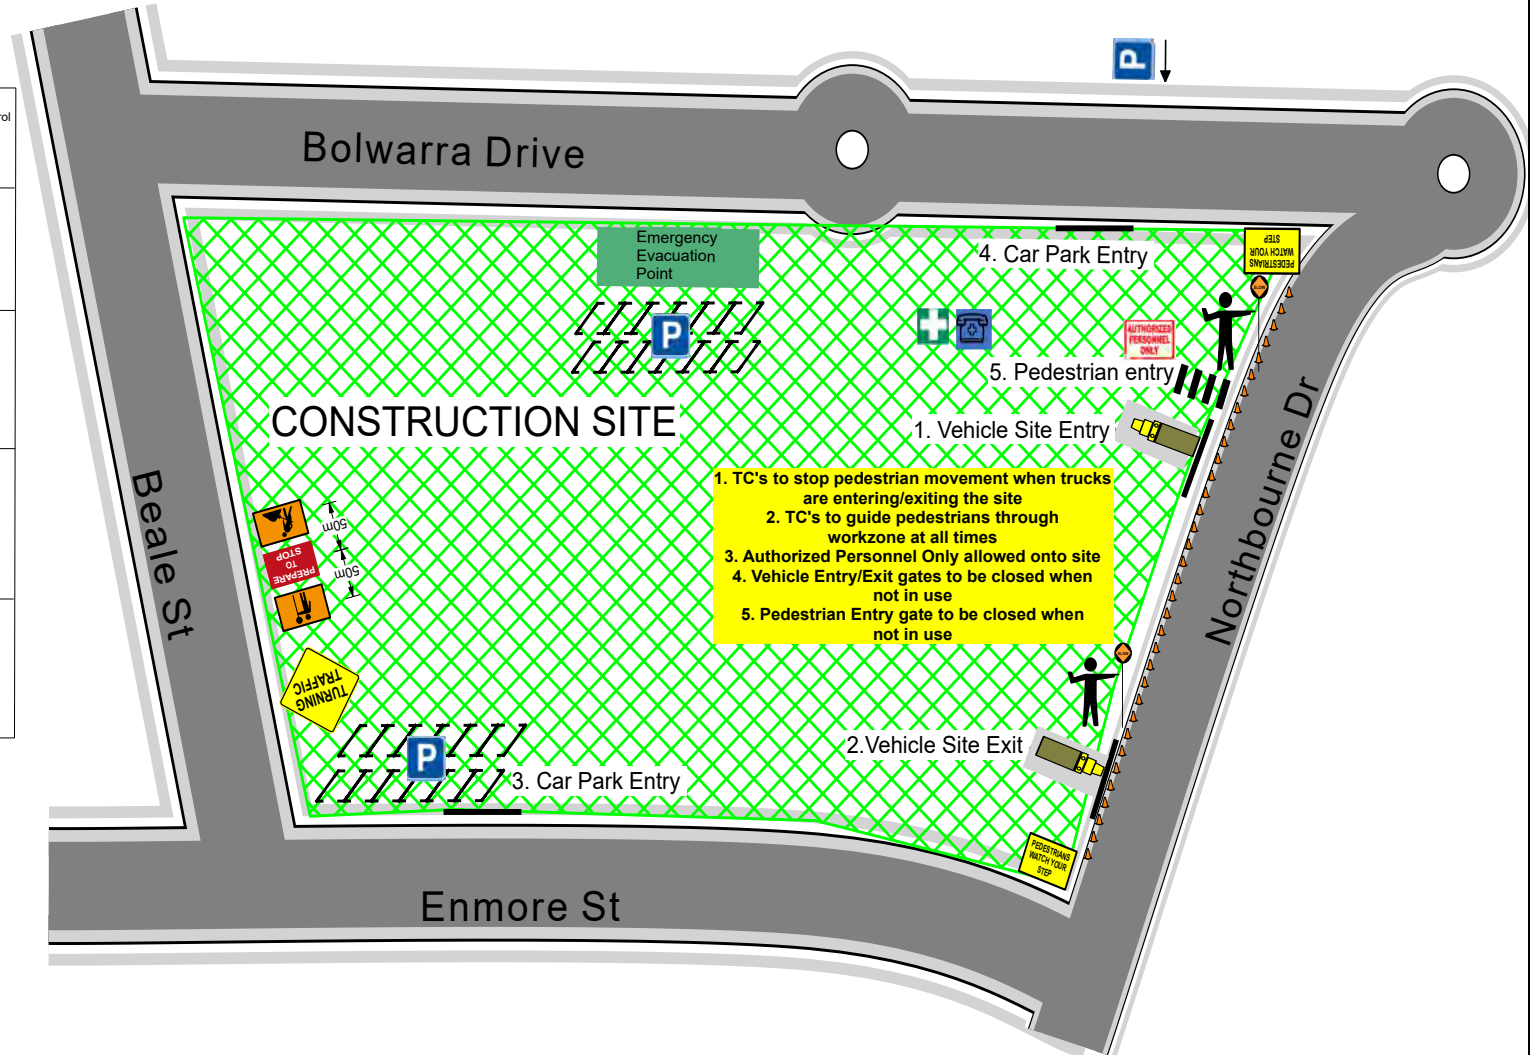 rol
P
Bolwarra Drive
Emergency
Evacuation
Point
4. Car Park Entry
PEDESTRIANS
WATCH YOUR
STEP
SLOW
P
AUTHORIZED
PERSONNEL
ONLY
5. Pedestrian entry
CONSTRUCTION SITE
1. Vehicle Site Entry
Northbourne Dr
Beale St
1. TC's to stop pedestrian movement when trucks
are entering/exiting the site
2. TC's to guide pedestrians through
workzone at all times
3. Authorized Personnel Only allowed onto site
4. Vehicle Entry/Exit gates to be closed when
not in use
5. Pedestrian Entry gate to be closed when
not in use
50m
PREPARE
TO
STOP
50m
SLOW
TURNING
TRAFFIC
P
2.Vehicle Site Exit
3. Car Park Entry
PEDESTRIANS
WATCH YOUR
STEP
Enmore St